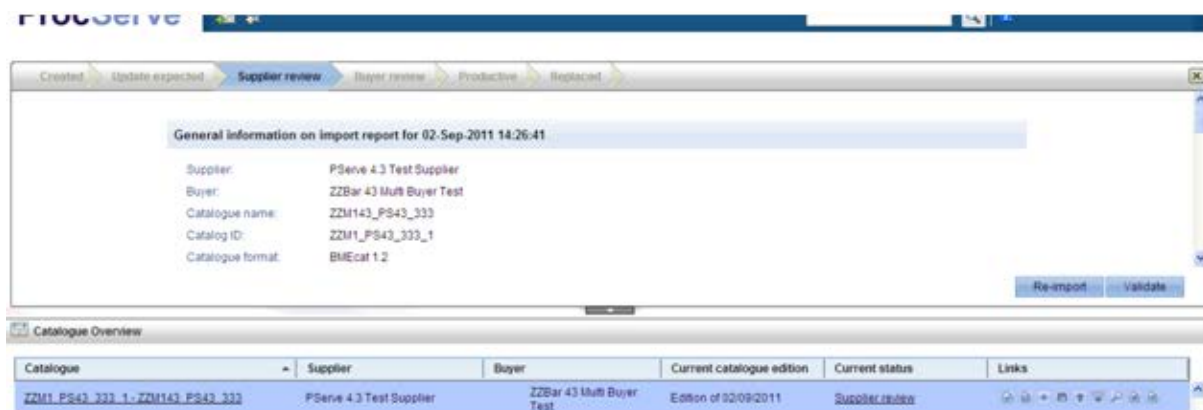 ProcServe
Created Update expected Supplier review Buyer review Productive Replaced
General information on import report for 02-Sep-2011 14:26:41
Supplier: PServe 4.3 Test Supplier
Buyer: ZZBar 43 Multi Buyer Test
Catalogue name: ZZM143_PS43_333
Catalog ID: ZZM1_PS43_333_1
Catalogue format: BMEcat 1.2
Re-import Validate
Catalogue Overview
Catalogue Supplier Buyer Current catalogue edition Current status Links
ZZM1_PS43_333_1 - ZZM143_PS43_333 PServe 4.3 Test Supplier ZZBar 43 Multi Buyer Test Edition of 02/09/2011 Supplier review